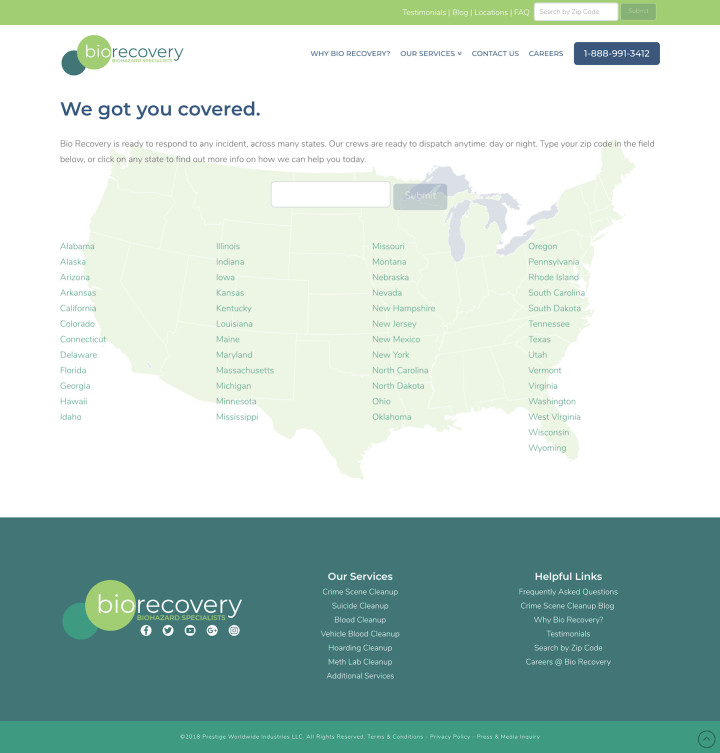 Testimonials | Blog | Locations | FAQ Search by Zip Code Submit
biorecovery
BIOHAZARD SPECIALISTS
WHY BIO RECOVERY? OUR SERVICES CONTACT US CAREERS 1-888-991-3412
We got you covered.
Bio Recovery is ready to respond to any incident, across many states. Our crews are ready to dispatch anytime: day or night. Type your zip code in the field
below, or click on any state to find out more info on how we can help you today.
Submit
Alabama
Alaska
Arizona
Arkansas
California
Colorado
Connecticut
Delaware
Florida
Georgia
Hawaii
Idaho
Illinois
Indiana
Iowa
Kansas
Kentucky
Louisiana
Maine
Maryland
Massachusetts
Michigan
Minnesota
Mississippi
Missouri
Montana
Nebraska
Nevada
New Hampshire
New Jersey
New Mexico
New York
North Carolina
North Dakota
Ohio
Oklahoma
Oregon
Pennsylvania
Rhode Island
South Carolina
South Dakota
Tennessee
Texas
Utah
Vermont
Virginia
Washington
West Virginia
Wisconsin
Wyoming
biorecovery
BIOHAZARD SPECIALISTS
Our Services
Crime Scene Cleanup
Suicide Cleanup
Blood Cleanup
Vehicle Blood Cleanup
Hoarding Cleanup
Meth Lab Cleanup
Additional Services
Helpful Links
Frequently Asked Questions
Crime Scene Cleanup Blog
Why Bio Recovery?
Testimonials
Search by Zip Code
Careers @ Bio Recovery
©2018 Prestige Worldwide Industries LLC. All Rights Reserved. Terms & Conditions - Privacy Policy - Press & Media Inquiry